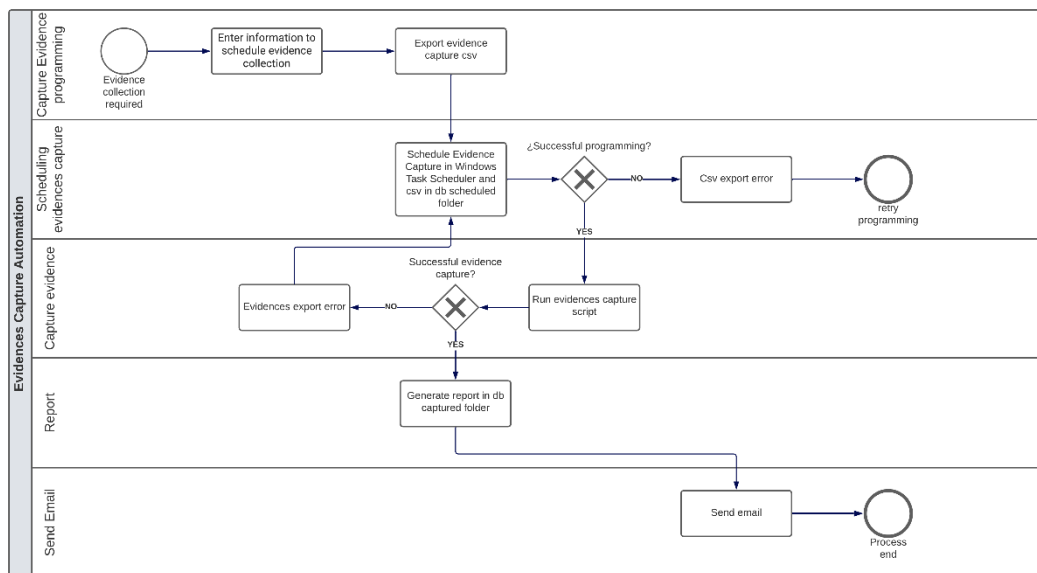 Evidences Capture Automation
Capture Evidence
programming
Evidence
collection
required
Enter information to
schedule evidence
collection
Export evidence
capture csv
Scheduling
evidences capture
Schedule Evidence
Capture in Windows
Task Scheduler and
csv in db scheduled
folder
¿Successful programming?
NO
YES
Csv export error
retry
programming
Capture evidence
Evidences export error
NO
Successful evidence
capture?
YES
Run evidences capture
script
Report
Generate report in db
captured folder
Send Email
Send email
Process
end